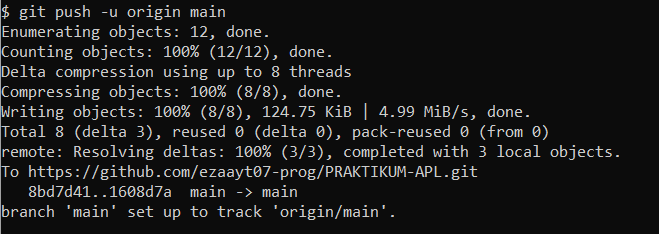 $ git push -u origin main
Enumerating objects: 12, done.
Counting objects: 100% (12/12), done.
Delta compression using up to 8 threads
Compressing objects: 100% (8/8), done.
Writing objects: 100% (8/8), 124.75 KiB | 4.99 MiB/s, done.
Total 8 (delta 3), reused 0 (delta 0), pack-reused 0 (from 0)
remote: Resolving deltas: 100% (3/3), completed with 3 local objects.
To https://github.com/ezaayt07-prog/PRAKTIKUM-APL.git
   8bd7d41..1608d7a  main -> main
branch 'main' set up to track 'origin/main'.